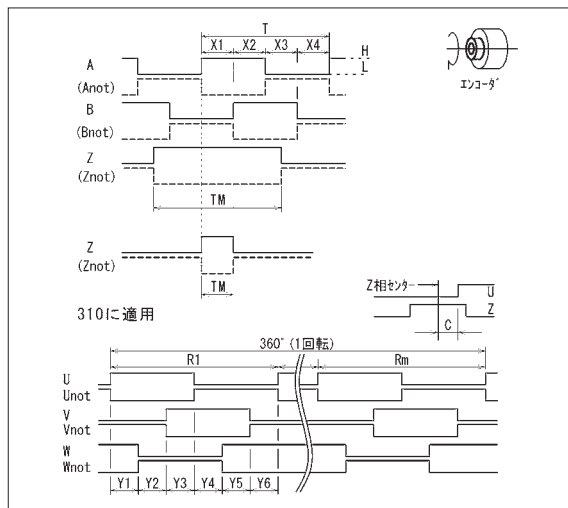 T
X1 X2 X3 X4
A
(Anot)
H
L
エンコーダ
B
(Bnot)
Z
(Znot)
TM
Z
(Znot)
TM
310に適用
Z相センター
U
Z
C
360°(1回転)
R1 Rm
U
Unot
V
Vnot
W
Wnot
Y1 Y2 Y3 Y4 Y5 Y6